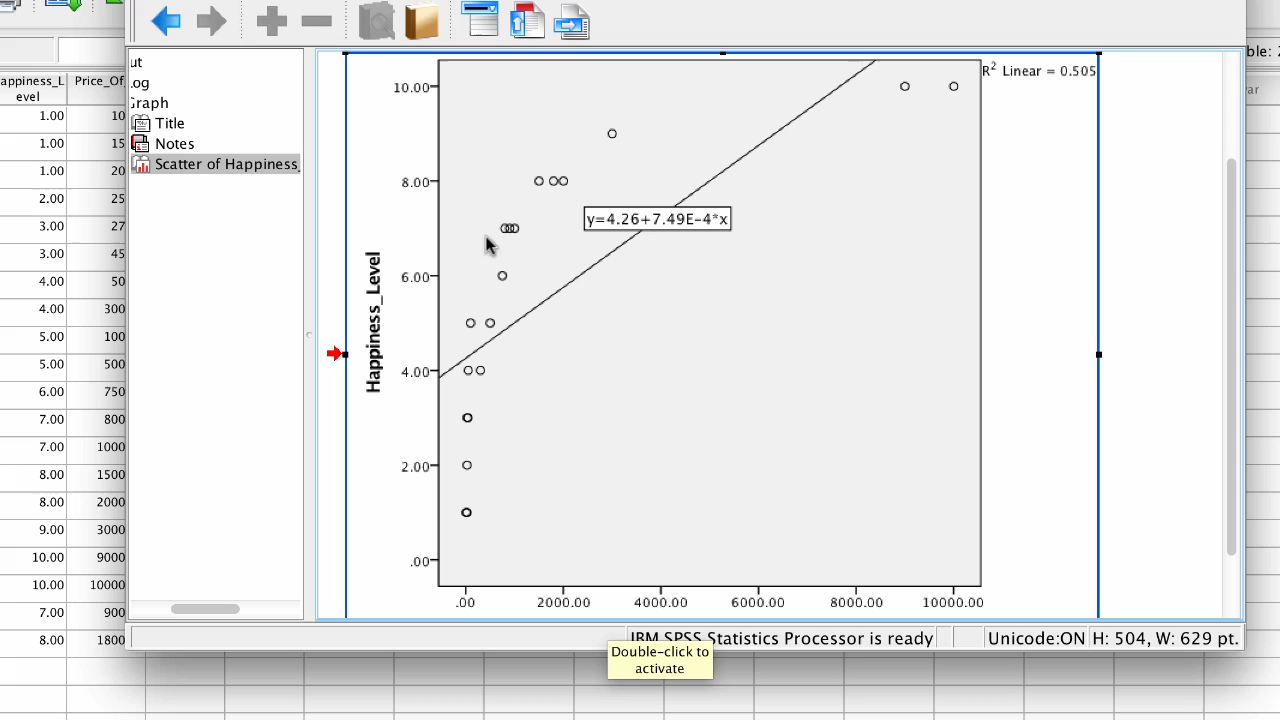 appiness_L Price_Of_
evel
1.00 10
1.00 15
1.00 20
2.00 25
3.00 27
3.00 45
4.00 50
4.00 300
5.00 100
5.00 500
6.00 750
7.00 800
7.00 1000
8.00 1500
8.00 2000
9.00 3000
10.00 9000
10.00 10000
7.00 900
8.00 1800
ut
Log
Graph
Title
Notes
Scatter of Happiness_
R² Linear = 0.505
y=4.26+7.49E-4*x
Happiness_Level
10.00
8.00
6.00
4.00
2.00
.00
.00 2000.00 4000.00 6000.00 8000.00 10000.00
IBM SPSS Statistics Processor is ready
Unicode:ON H: 504, W: 629 pt.
Double-click to
activate
ble: 2
ar